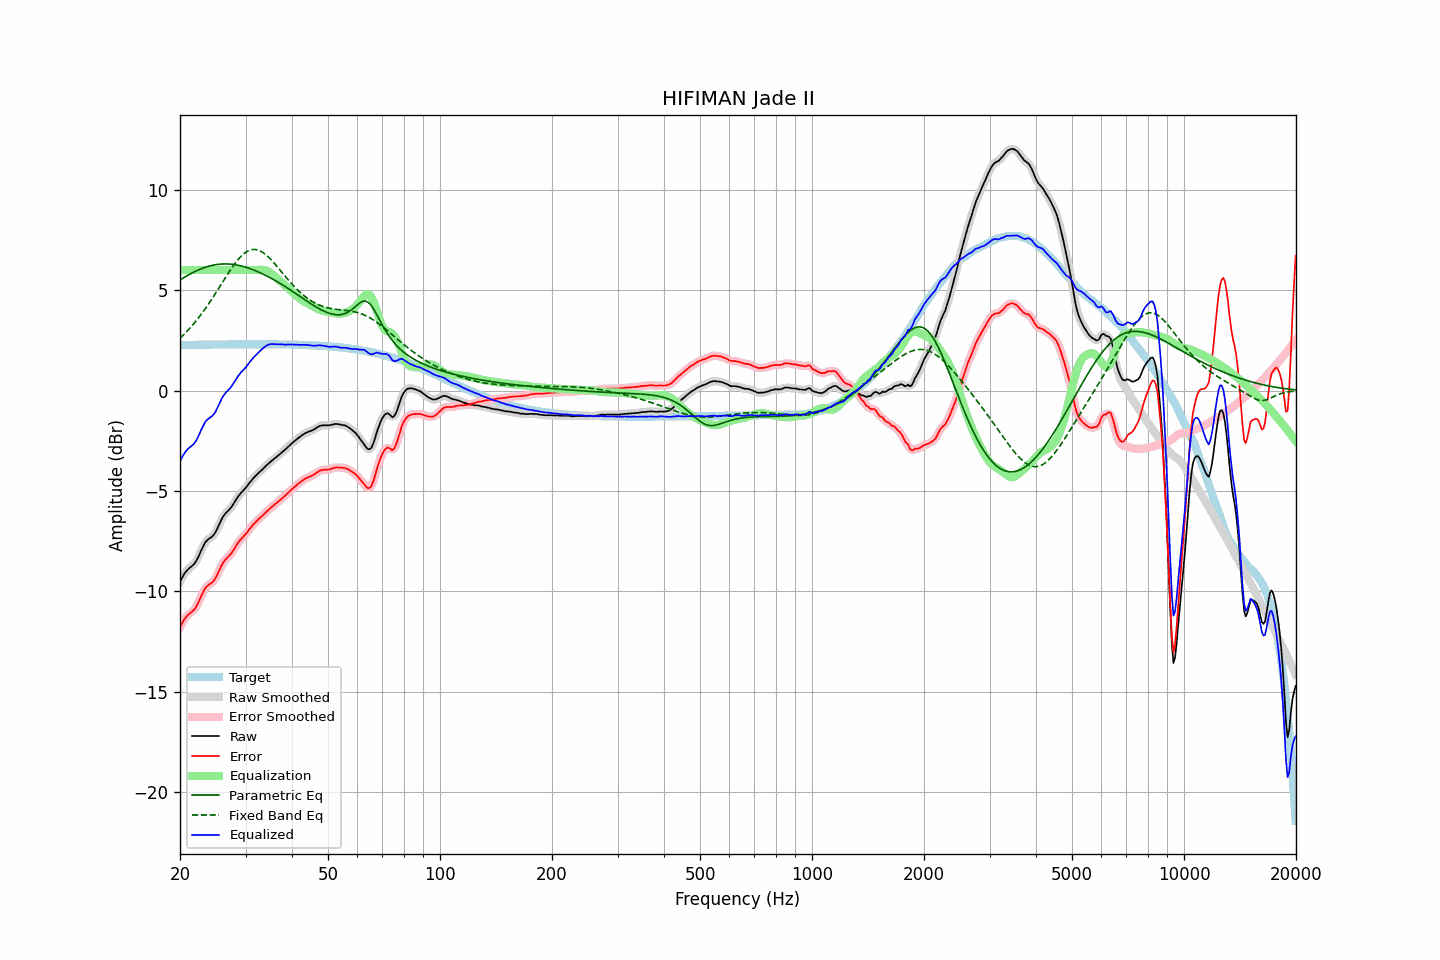 HIFIMAN Jade II
Amplitude (dBr)
10
5
0
−5
−10
−15
−20
Target
Raw Smoothed
Error Smoothed
Raw
Error
Equalization
Parametric Eq
Fixed Band Eq
Equalized
20 50 100 200 500 1000 2000 5000 10000 20000
Frequency (Hz)